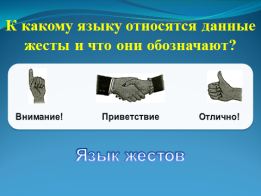 К какому языку относятся данные
жесты и что они обозначают?
Внимание! Приветствие Отлично!
Язык жестов